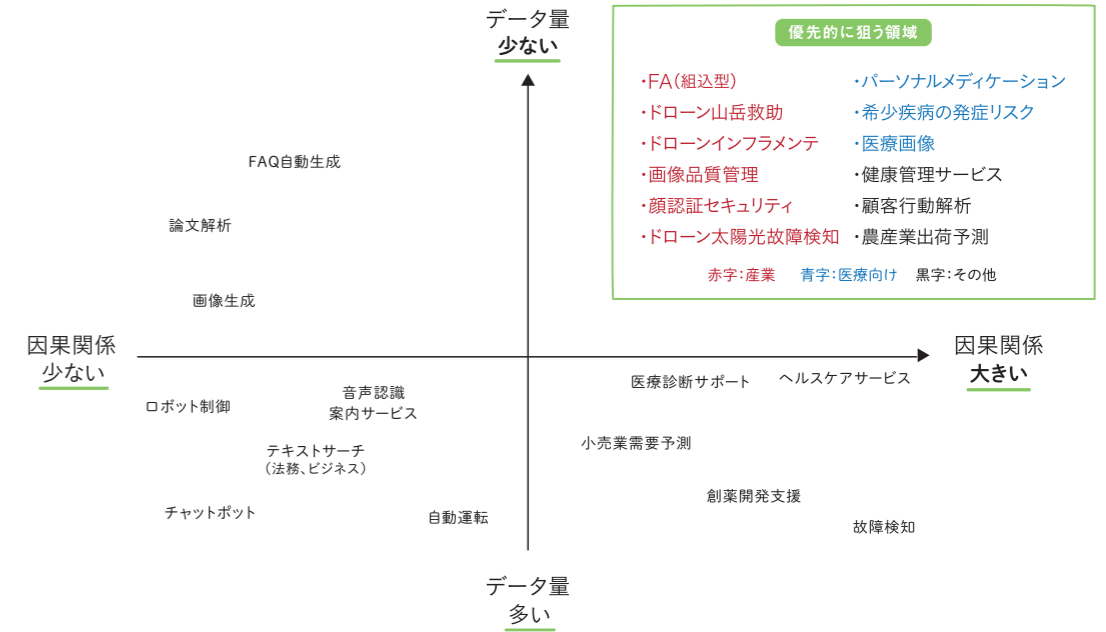 データ量
少ない
優先的に狙う領域
・FA(組込型)
・ドローン山岳救助
・ドローンインフラメンテ
・画像品質管理
・顔認証セキュリティ
・ドローン太陽光故障検知
・パーソナルメディケーション
・希少疾病の発症リスク
・医療画像
・健康管理サービス
・顧客行動解析
・農産業出荷予測
赤字:産業 青字:医療向け 黒字:その他
FAQ自動生成
論文解析
画像生成
因果関係
少ない
因果関係
大きい
ロボット制御
音声認識
案内サービス
テキストサーチ
(法務、ビジネス)
チャットボット
自動運転
医療診断サポート
ヘルスケアサービス
小売業需要予測
創薬開発支援
故障検知
データ量
多い